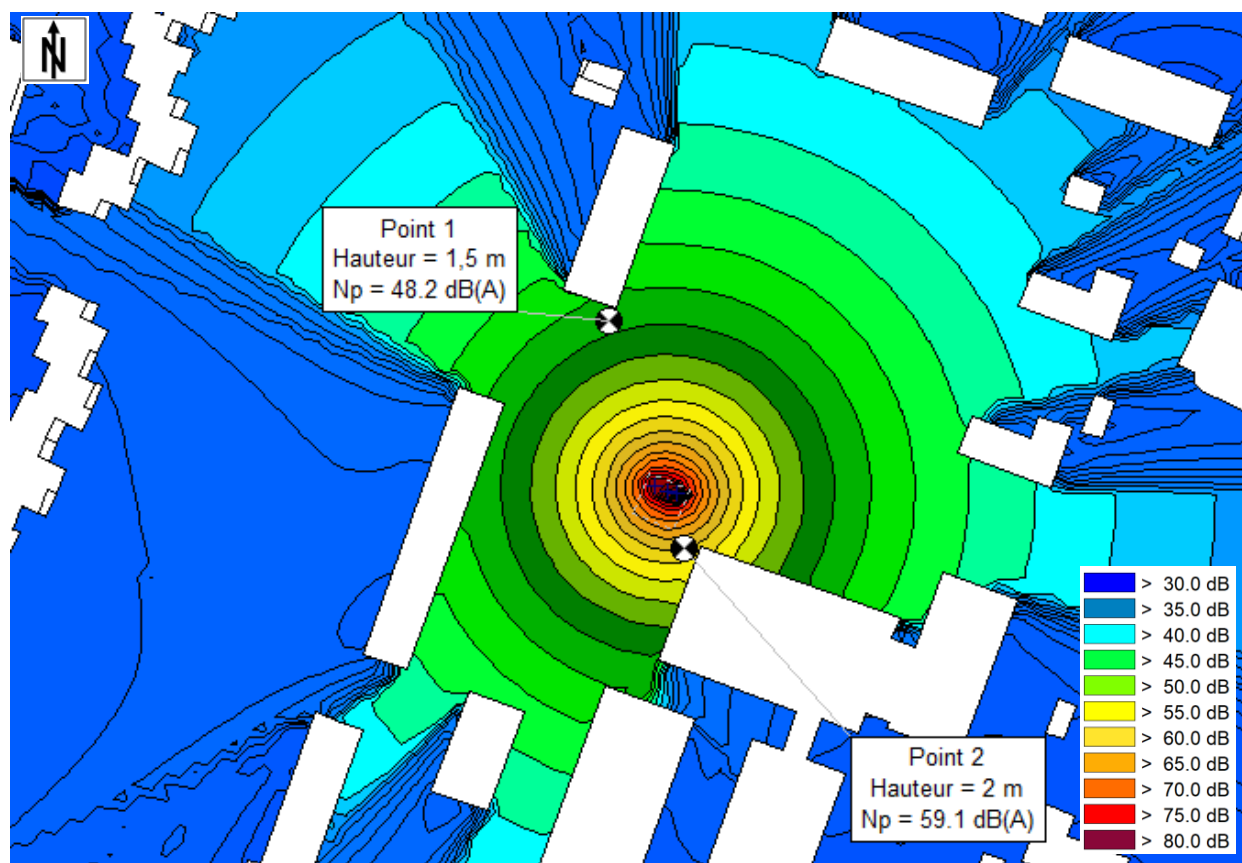 N
Point 1
Hauteur = 1,5 m
Np = 48.2 dB(A)
Point 2
Hauteur = 2 m
Np = 59.1 dB(A)
> 30.0 dB
> 35.0 dB
> 40.0 dB
> 45.0 dB
> 50.0 dB
> 55.0 dB
> 60.0 dB
> 65.0 dB
> 70.0 dB
> 75.0 dB
> 80.0 dB